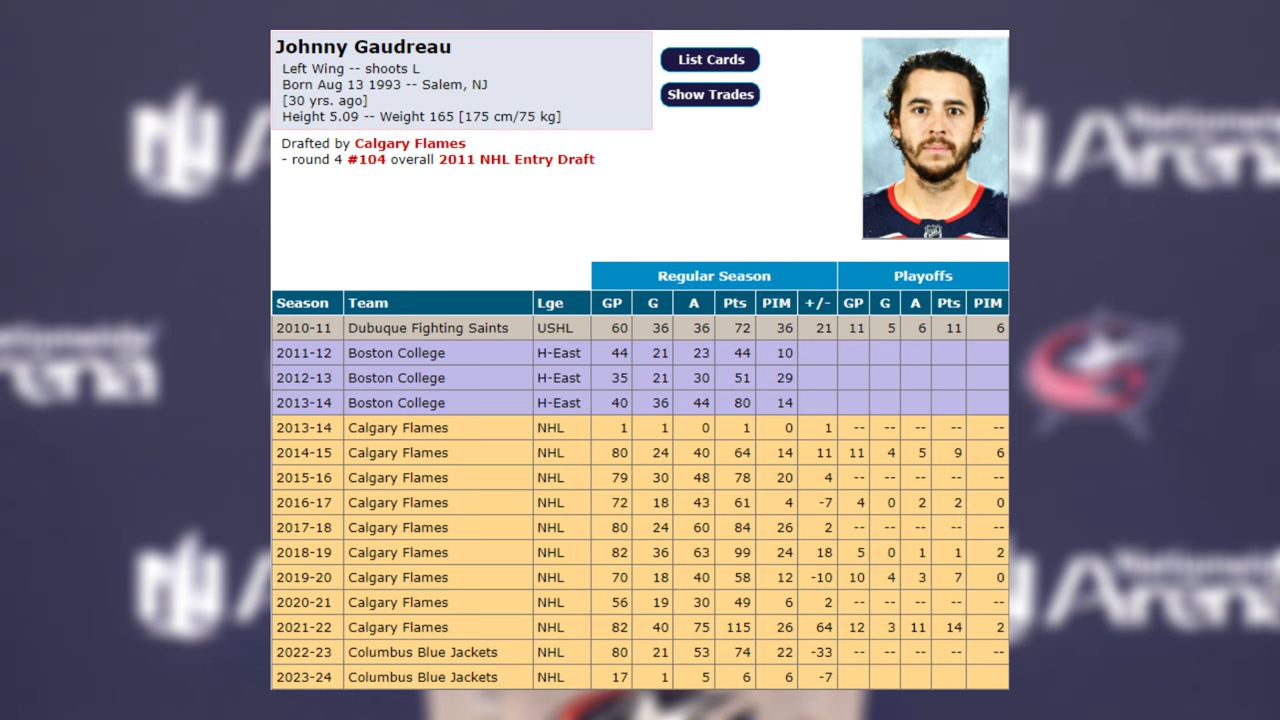 Johnny Gaudreau
Left Wing -- shoots L
Born Aug 13 1993 -- Salem, NJ
[30 yrs. ago]
Height 5.09 -- Weight 165 [175 cm/75 kg]
List Cards
Show Trades
Drafted by Calgary Flames
- round 4 #104 overall 2011 NHL Entry Draft
Regular Season Playoffs
Season Team Lge GP G A Pts PIM +/- GP G A Pts PIM
2010-11 Dubuque Fighting Saints USHL 60 36 36 72 36 21 11 5 6 11 6
2011-12 Boston College H-East 44 21 23 44 10
2012-13 Boston College H-East 35 21 30 51 29
2013-14 Boston College H-East 40 36 44 80 14
2013-14 Calgary Flames NHL 1 1 0 1 0 1 -- -- -- -- --
2014-15 Calgary Flames NHL 80 24 40 64 14 11 11 4 5 9 6
2015-16 Calgary Flames NHL 79 30 48 78 20 4 -- -- -- -- --
2016-17 Calgary Flames NHL 72 18 43 61 4 -7 4 0 2 2 0
2017-18 Calgary Flames NHL 80 24 60 84 26 2 -- -- -- -- --
2018-19 Calgary Flames NHL 82 36 63 99 24 18 5 0 1 1 2
2019-20 Calgary Flames NHL 70 18 40 58 12 -10 10 4 3 7 0
2020-21 Calgary Flames NHL 56 19 30 49 6 2 -- -- -- -- --
2021-22 Calgary Flames NHL 82 40 75 115 26 64 12 3 11 14 2
2022-23 Columbus Blue Jackets NHL 80 21 53 74 22 -33 -- -- -- -- --
2023-24 Columbus Blue Jackets NHL 17 1 5 6 6 -7
Nationwide
Arena